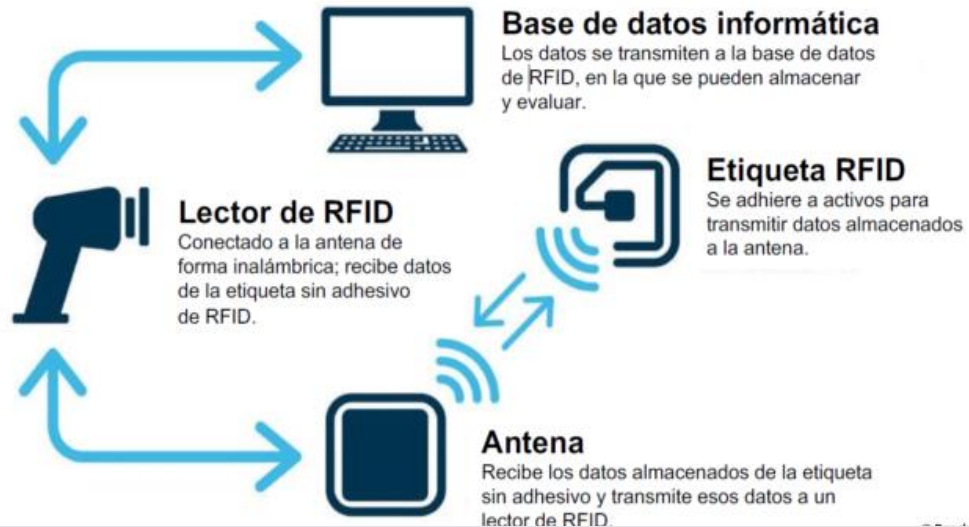 Base de datos informática
Los datos se transmiten a la base de datos
de RFID, en la que se pueden almacenar
y evaluar.
Etiqueta RFID
Se adhiere a activos para
transmitir datos almacenados
a la antena.
Lector de RFID
Conectado a la antena de
forma inalámbrica; recibe datos
de la etiqueta sin adhesivo
de RFID.
Antena
Recibe los datos almacenados de la etiqueta
sin adhesivo y transmite esos datos a un
lector de RFID.